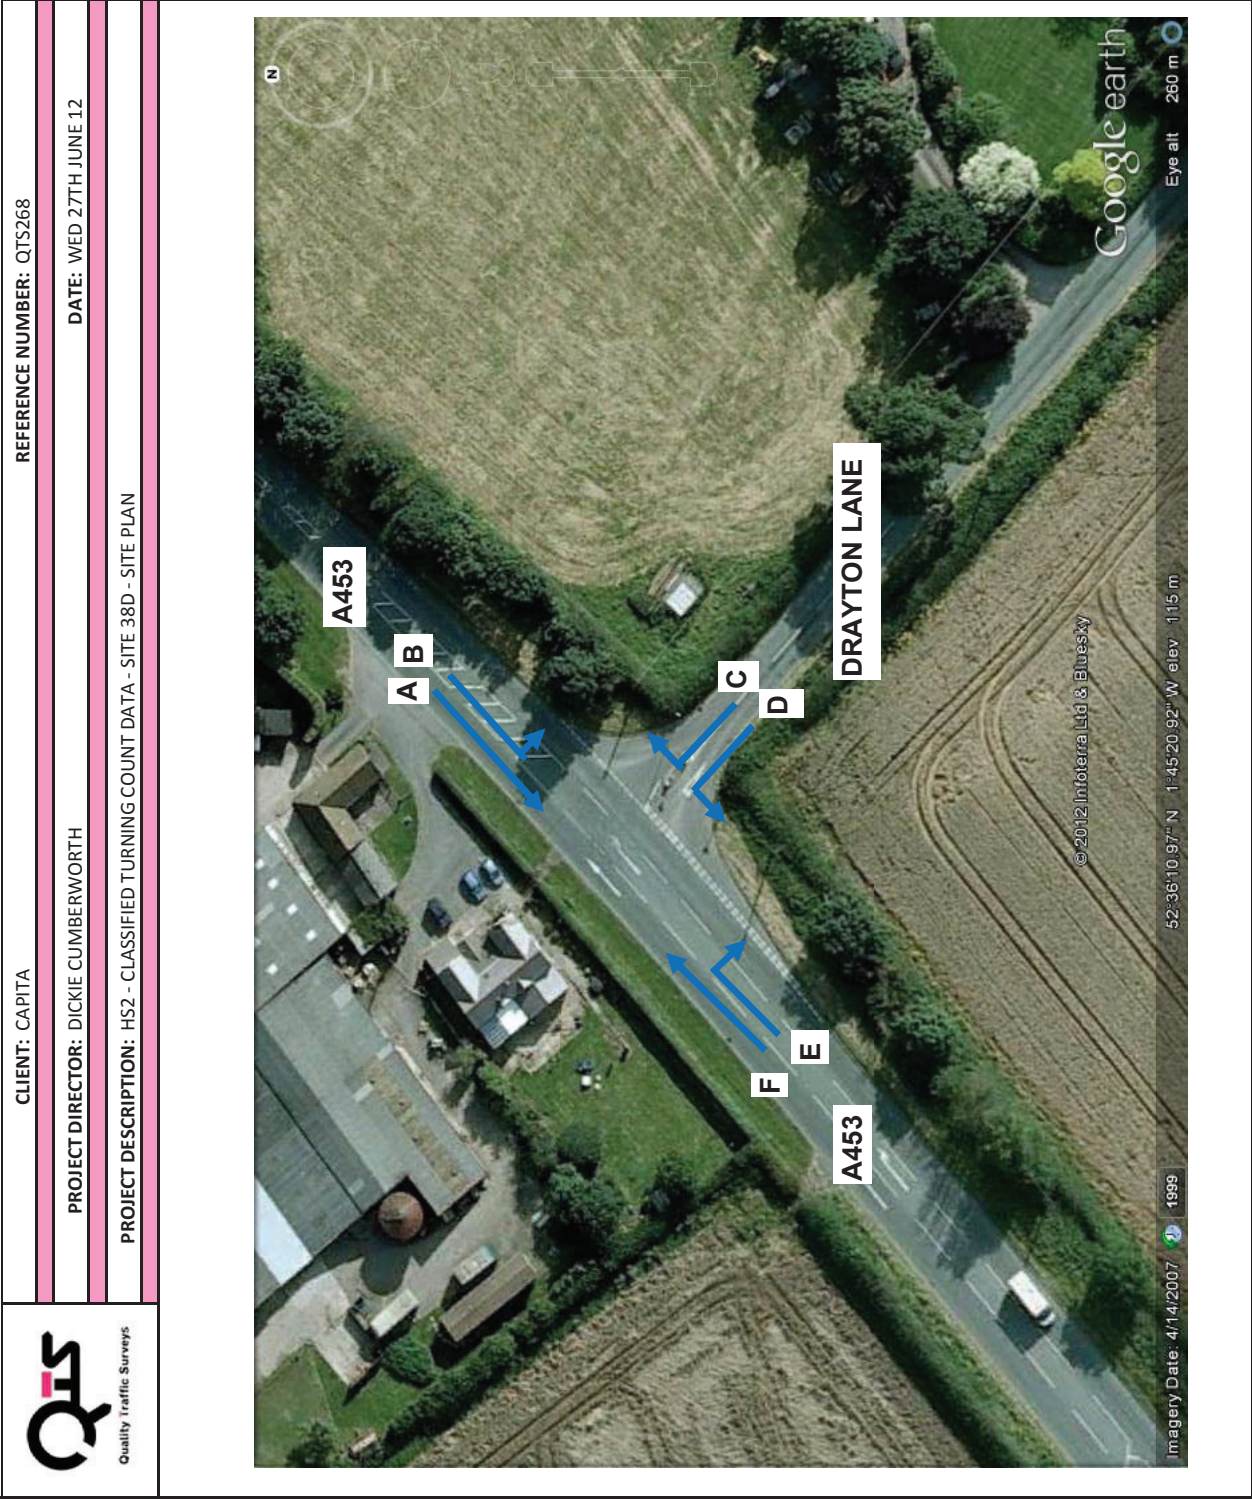 QTS
Quality Traffic Surveys
CLIENT: CAPITA REFERENCE NUMBER: QTS268
PROJECT DIRECTOR: DICKIE CUMBERWORTH DATE: WED 27TH JUNE 12
PROJECT DESCRIPTION: HS2 - CLASSIFIED TURNING COUNT DATA - SITE 38D - SITE PLAN
N
A453
A
B
C
D
DRAYTON LANE
F
E
A453
© 2012 Infoterra Ltd & Bluesky
Google earth
Imagery Date: 4/14/2007 1999 52°36'10.97" N 1°45'20.92" W elev 115 m Eye alt 260 m